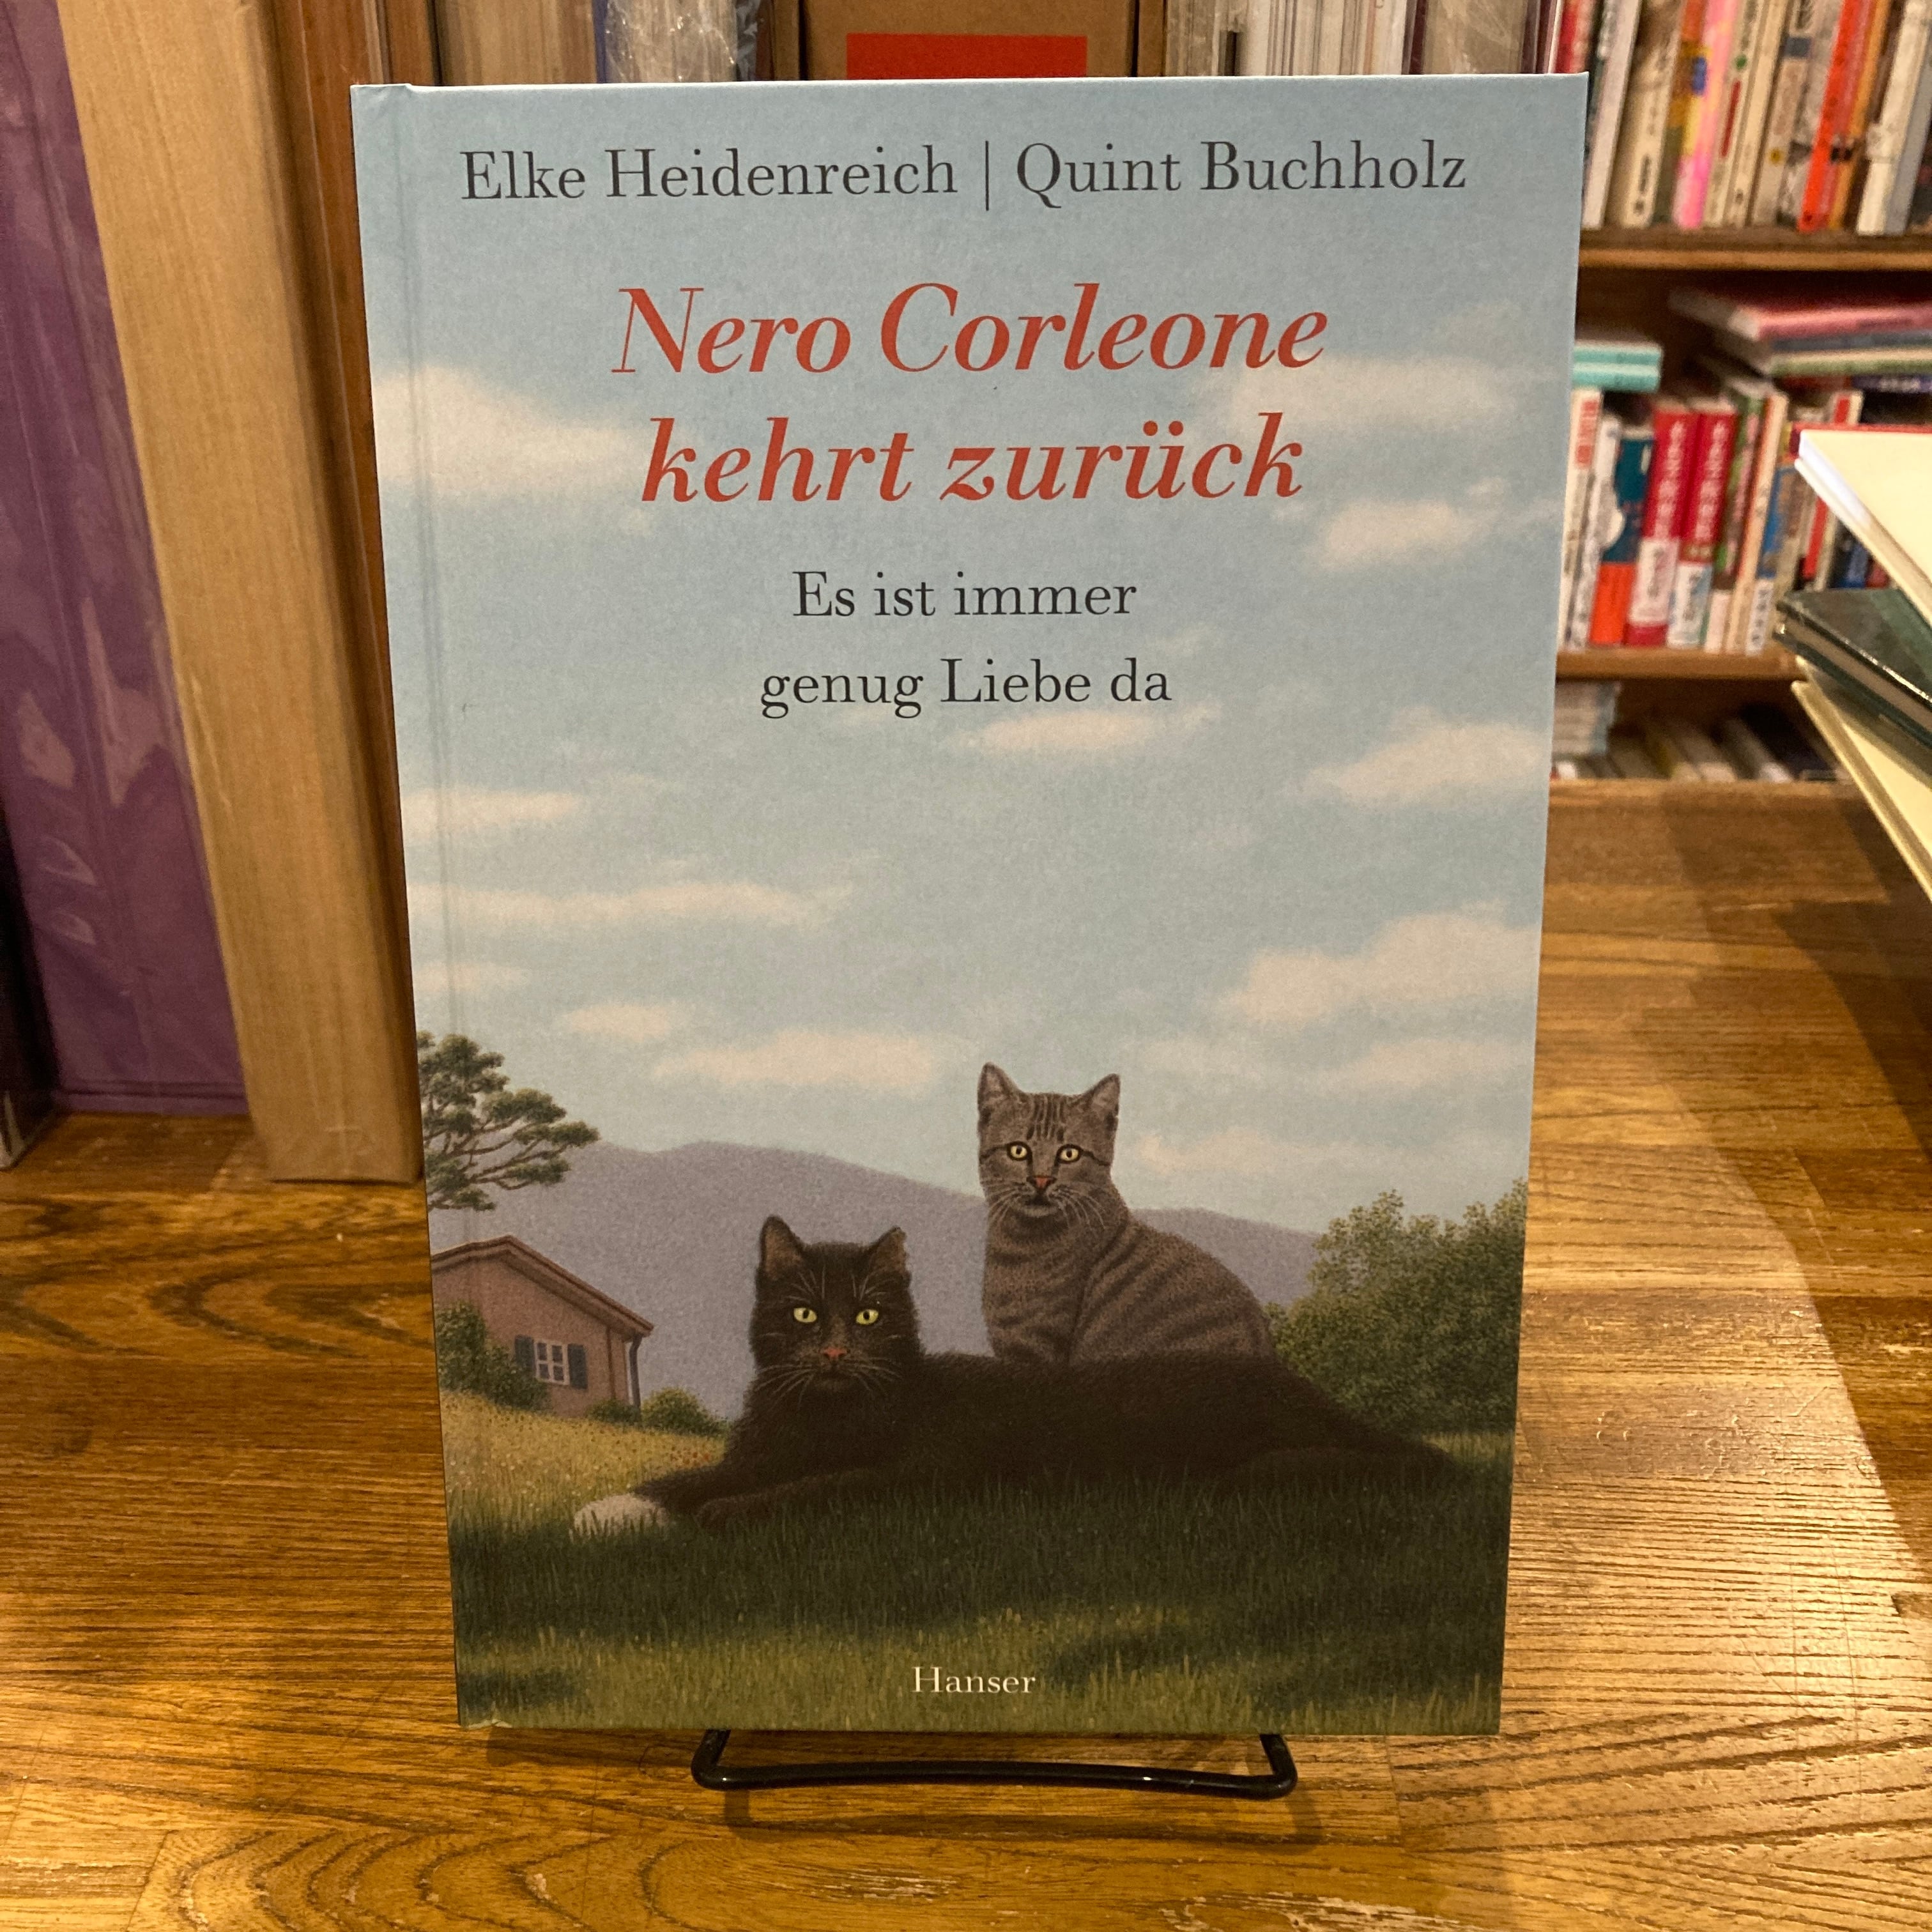 Elke Heidenreich | Quint Buchholz
Nero Corleone
kehrt zurück
Es ist immer
genug Liebe da
Hanser